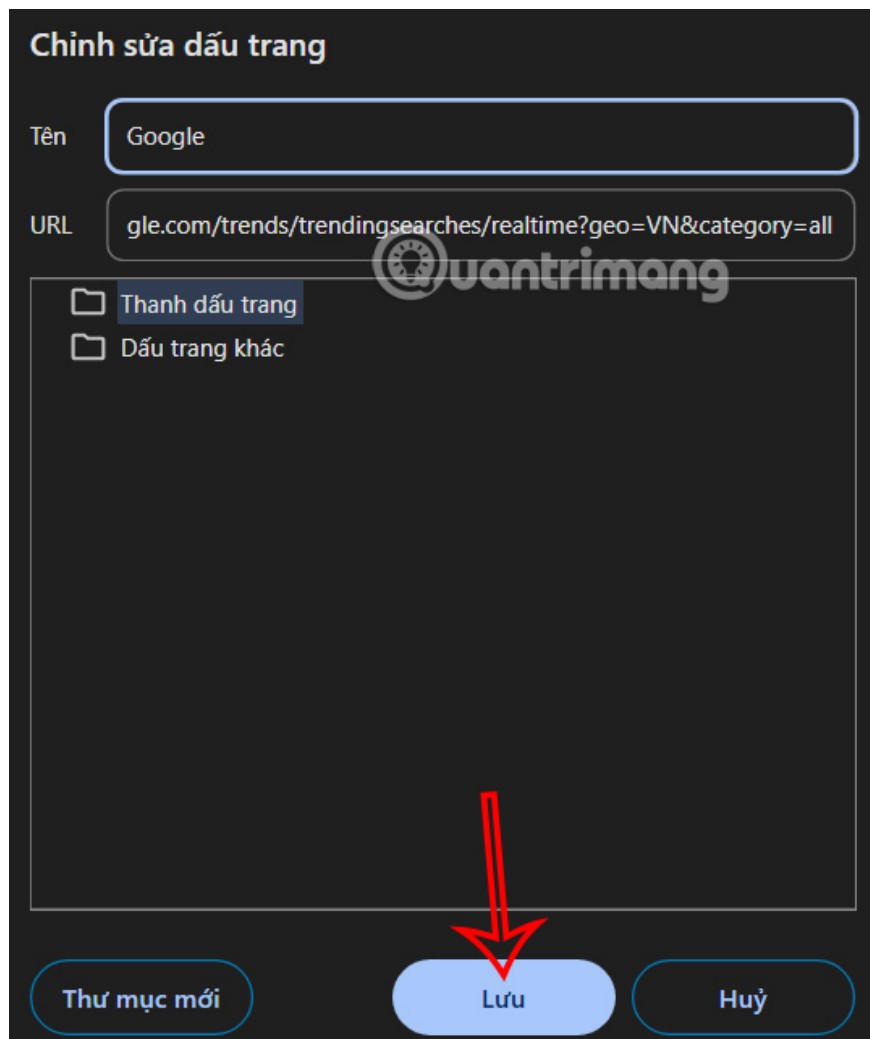 Chỉnh sửa dấu trang
Tên Google
URL gle.com/trends/trendingsearches/realtime?geo=VN&category=all
Quantrimang
Thanh dấu trang
Dấu trang khác
Thư mục mới Lưu Huỷ